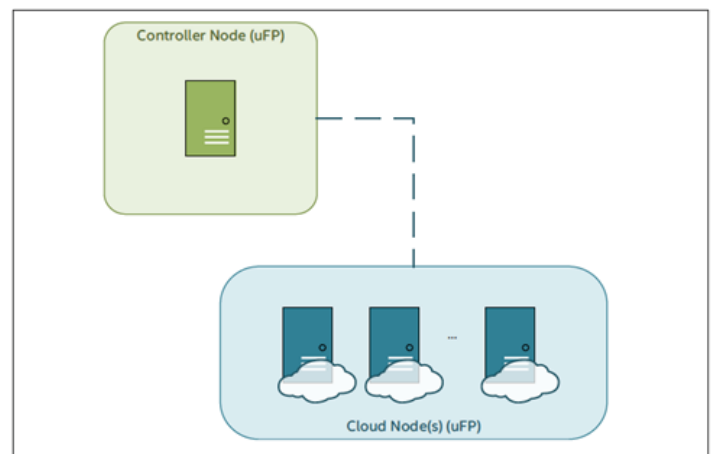 Controller Node (uFP)
...
Cloud Node(s) (uFP)